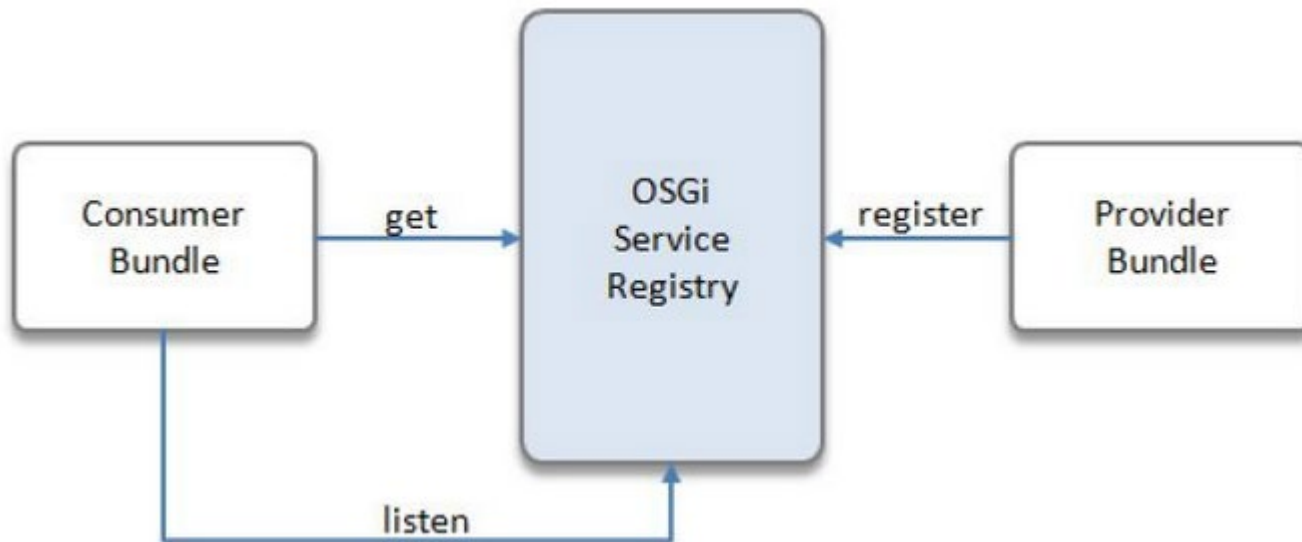 Consumer
Bundle
get
OSGi
Service
Registry
register
Provider
Bundle
listen